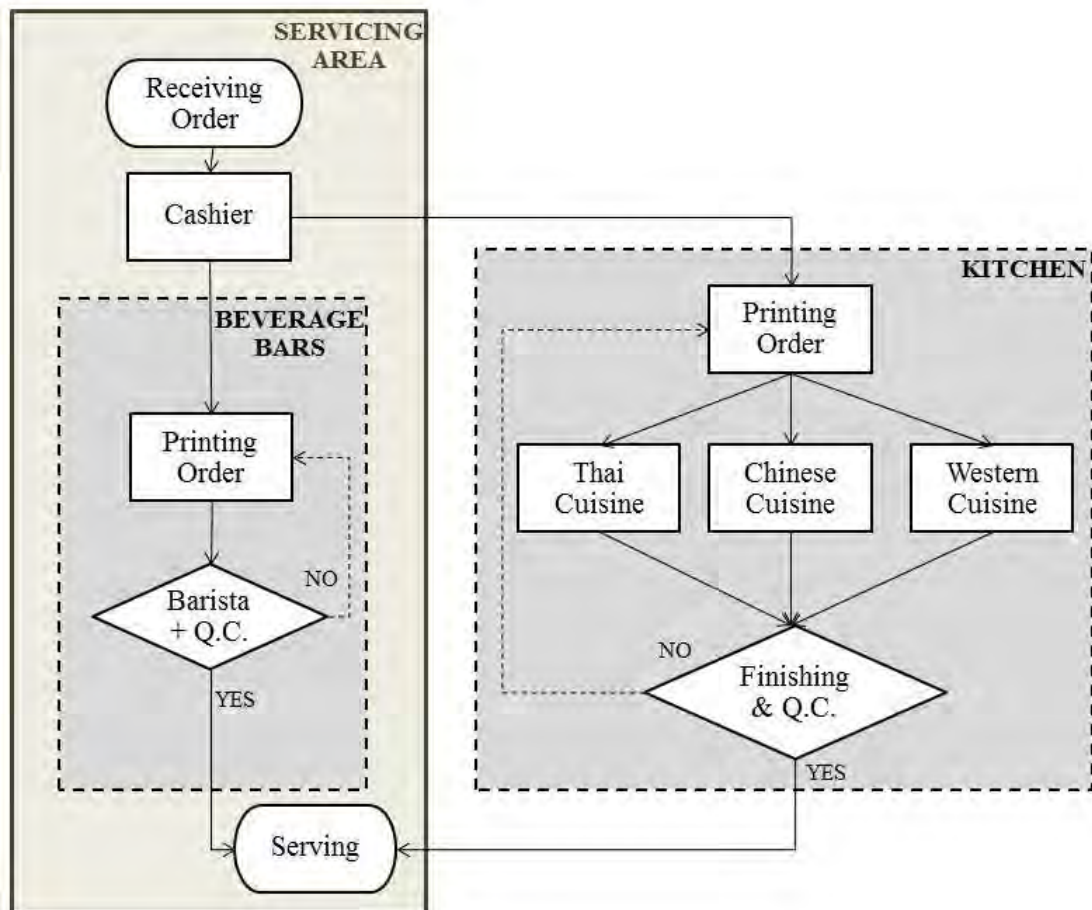 SERVICING
AREA
Receiving
Order
Cashier
BEVERAGE
BARS
Printing
Order
Barista
+ Q.C.
NO
YES
Serving
KITCHEN
Printing
Order
Thai
Cuisine
Chinese
Cuisine
Western
Cuisine
NO
Finishing
& Q.C.
YES